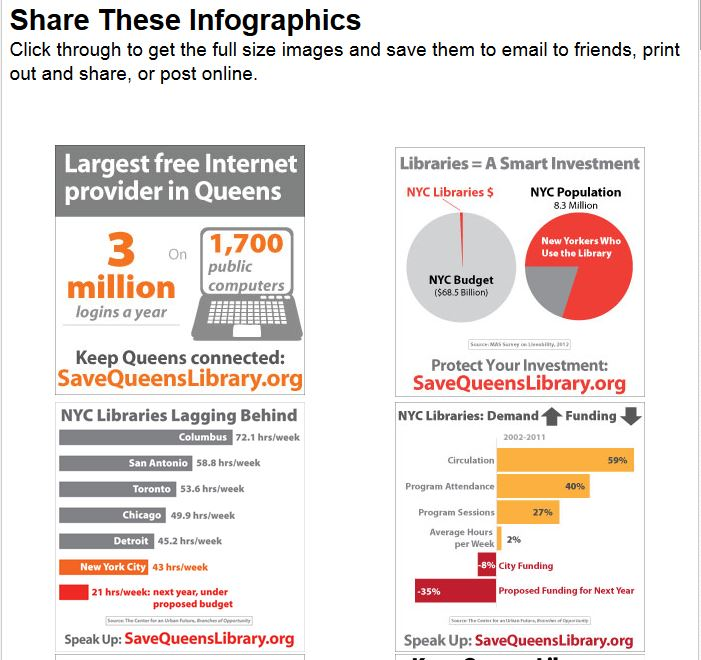 Share These Infographics
Click through to get the full size images and save them to email to friends, print
out and share, or post online.
Largest free Internet
provider in Queens
3
million
logins a year
On
1,700
public
computers
Keep Queens connected:
SaveQueensLibrary.org
Libraries = A Smart Investment
NYC Libraries $
NYC Population
8.3 Million
New Yorkers Who
Use the Library
NYC Budget
($68.5 Billion)
Source: MAS Survey on Livability, 2012
Protect Your Investment:
SaveQueensLibrary.org
NYC Libraries Lagging Behind
Columbus 72.1 hrs/week
San Antonio 58.8 hrs/week
Toronto 53.6 hrs/week
Chicago 49.9 hrs/week
Detroit 45.2 hrs/week
New York City 43 hrs/week
21 hrs/week: next year, under
proposed budget
Source: The Center for an Urban Future, Branches of Opportunity
Speak Up: SaveQueensLibrary.org
NYC Libraries: Demand Funding
2002-2011
Circulation 59%
Program Attendance 40%
Program Sessions 27%
Average Hours
per Week 2%
-8% City Funding
-35% Proposed Funding for Next Year
Source: The Center for an Urban Future, Branches of Opportunity
Speak Up: SaveQueensLibrary.org